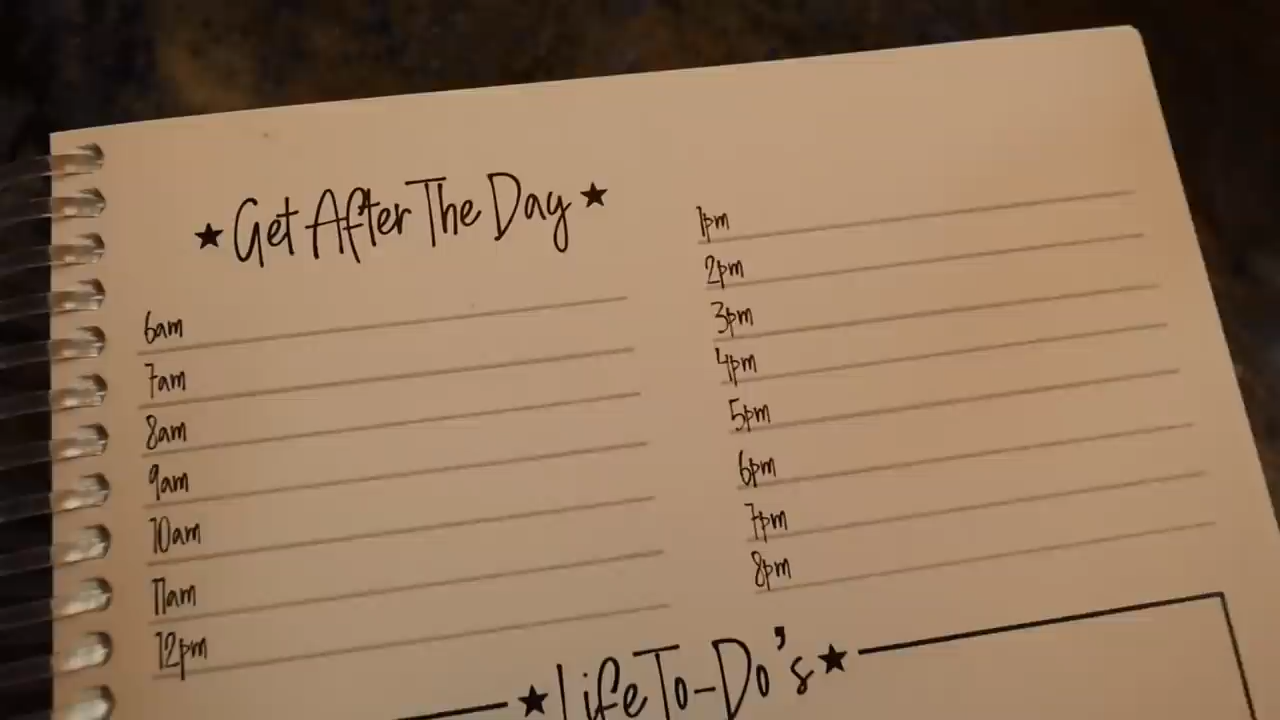 Get After The Day
6am
7am
8am
9am
10am
11am
12pm
1pm
2pm
3pm
4pm
5pm
6pm
7pm
8pm
Life To-Do's